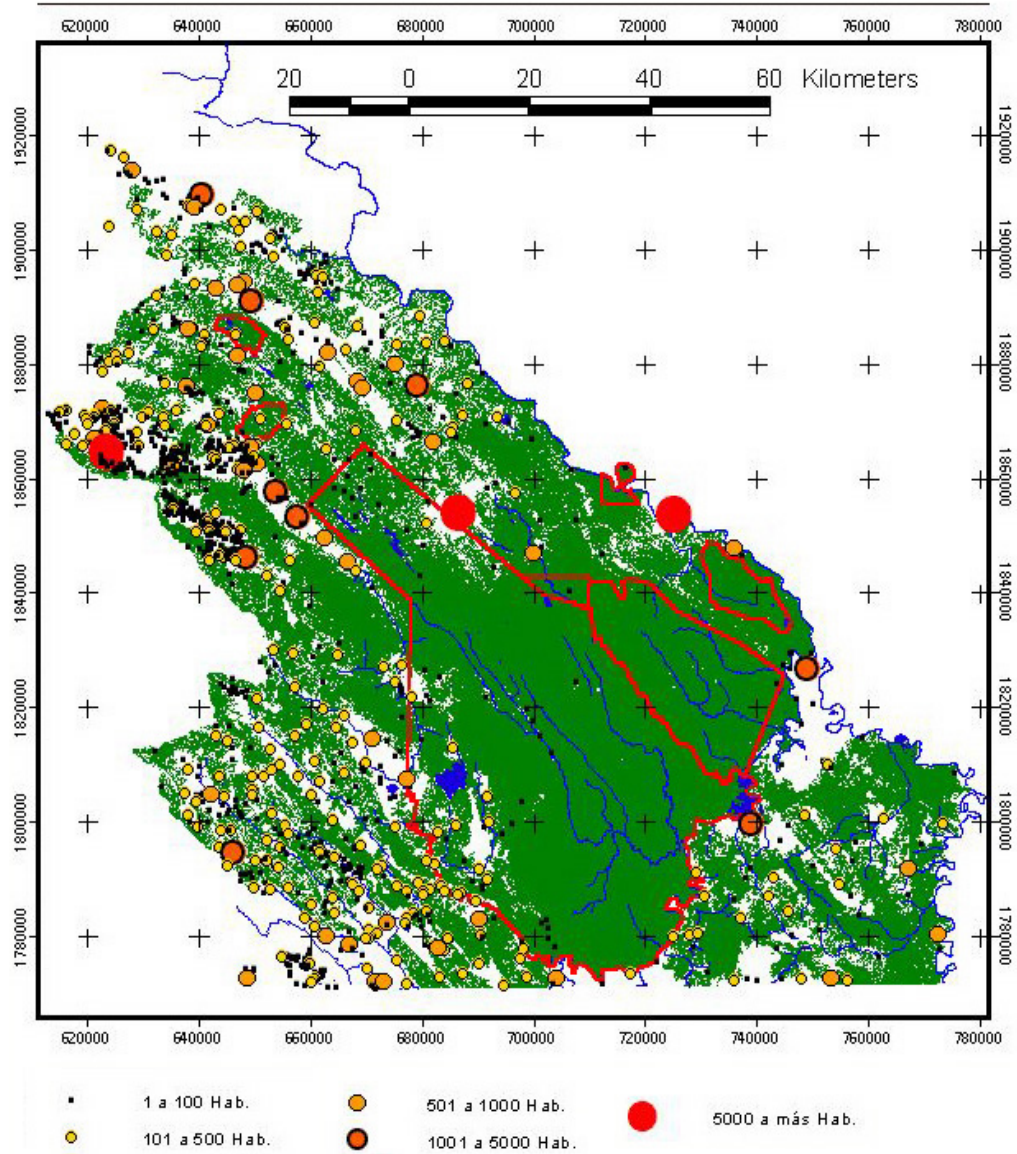 620000 640000 660000 680000 700000 720000 740000 760000 780000
20 0 20 40 60 Kilometers
1920000 1920000
1900000 1900000
1880000 1880000
1860000 1860000
1840000 1840000
1820000 1820000
1800000 1800000
1780000 1780000
620000 640000 660000 680000 700000 720000 740000 760000 780000
1 a 100 Hab. 501 a 1000 Hab. 5000 a más Hab.
101 a 500 Hab. 1001 a 5000 Hab.